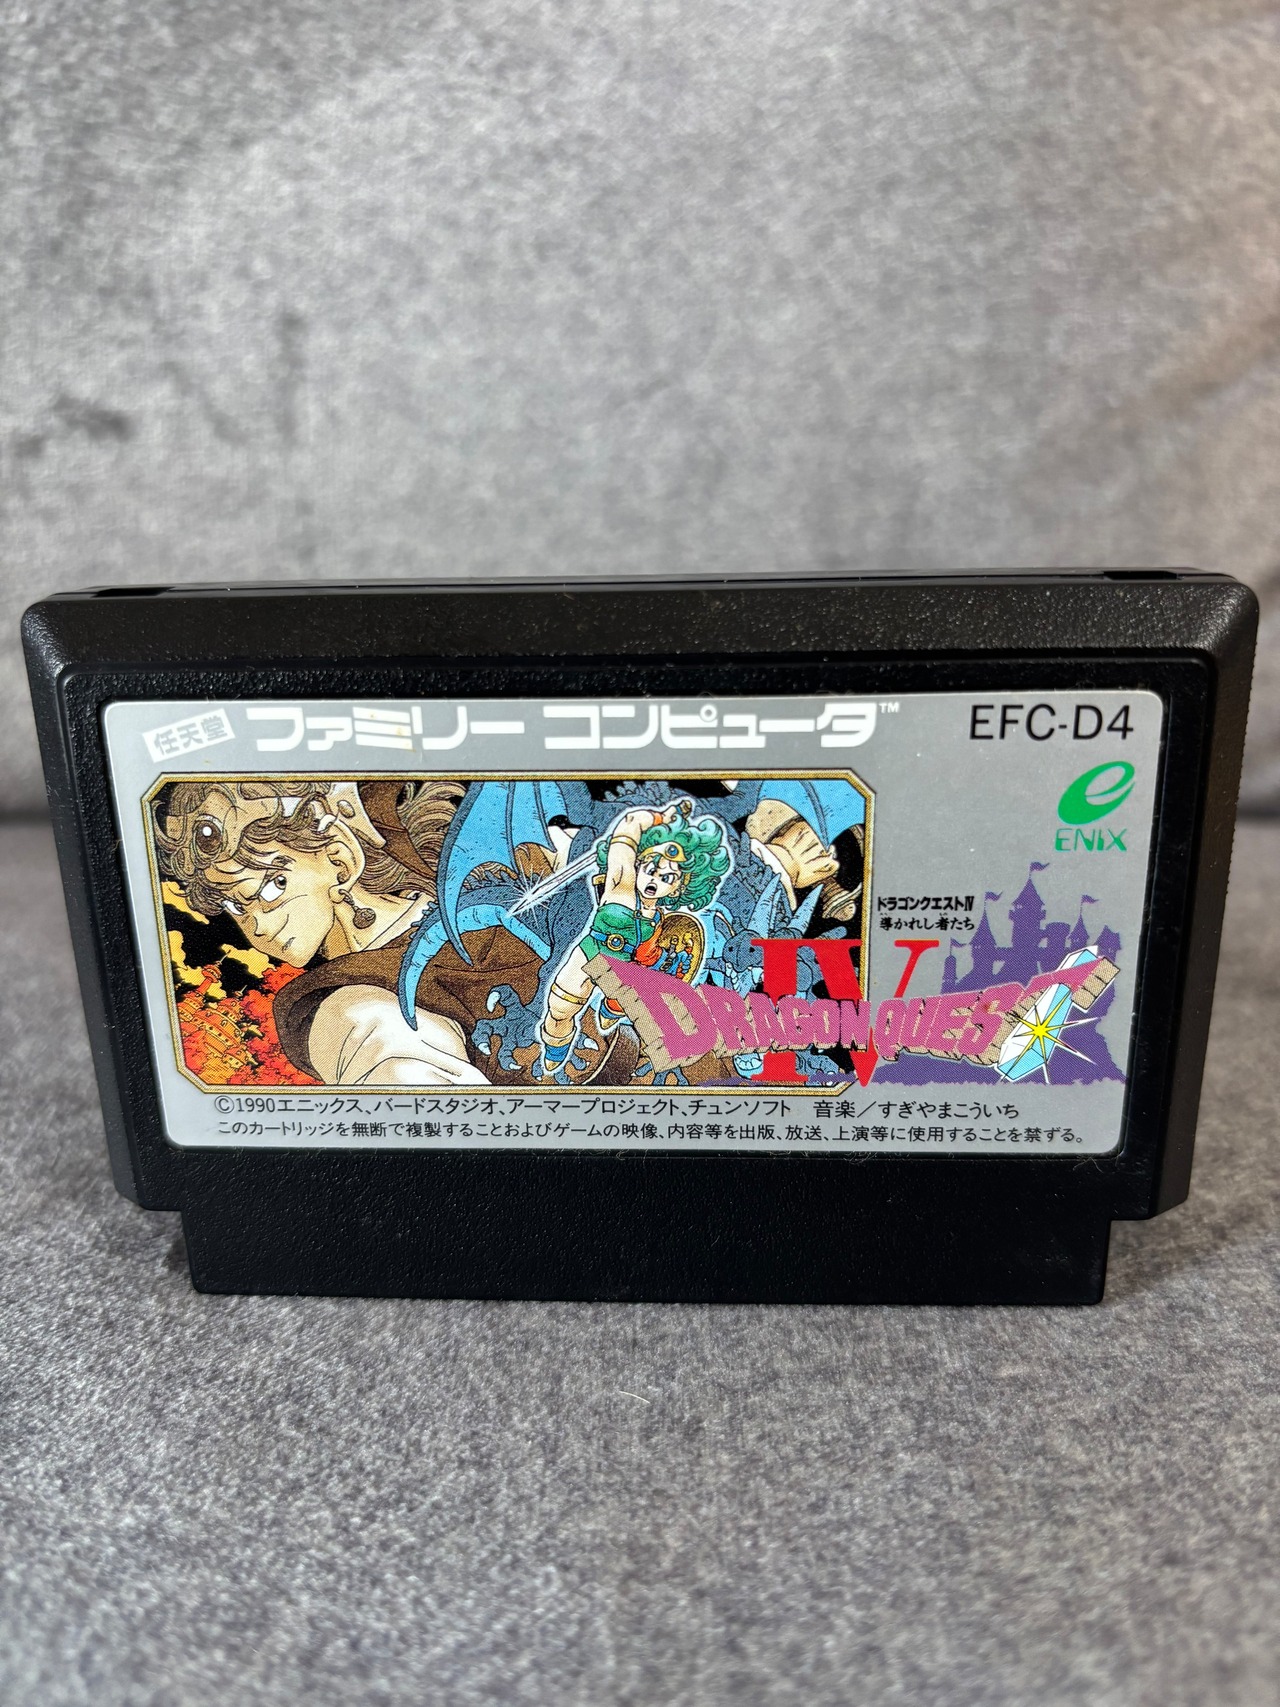 任天堂 ファミリー コンピュータ™ EFC-D4
ENIX
ドラゴンクエストIV
導かれし者たち
IV
DRAGON QUEST
©1990エニックス、バードスタジオ、アーマープロジェクト、チュンソフト 音楽/すぎやまこういち
このカートリッジを無断で複製することおよびゲームの映像、内容等を出版、放送、上演等に使用することを禁ずる。